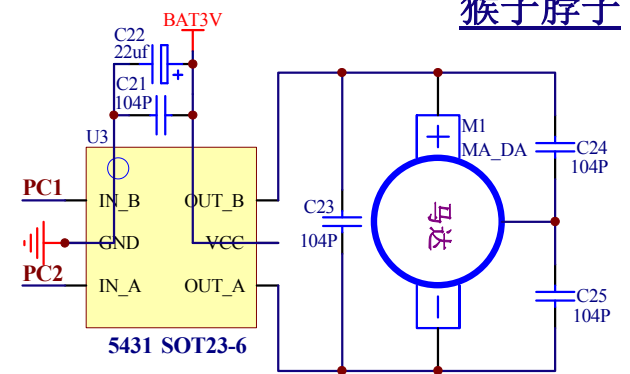 猴子脖子
BAT3V
C22
22uf
C21
104P
U3
PC1
IN_B
OUT_B
GND
VCC
PC2
IN_A
OUT_A
5431 SOT23-6
C23
104P
M1
MA_DA
马达
C24
104P
C25
104P